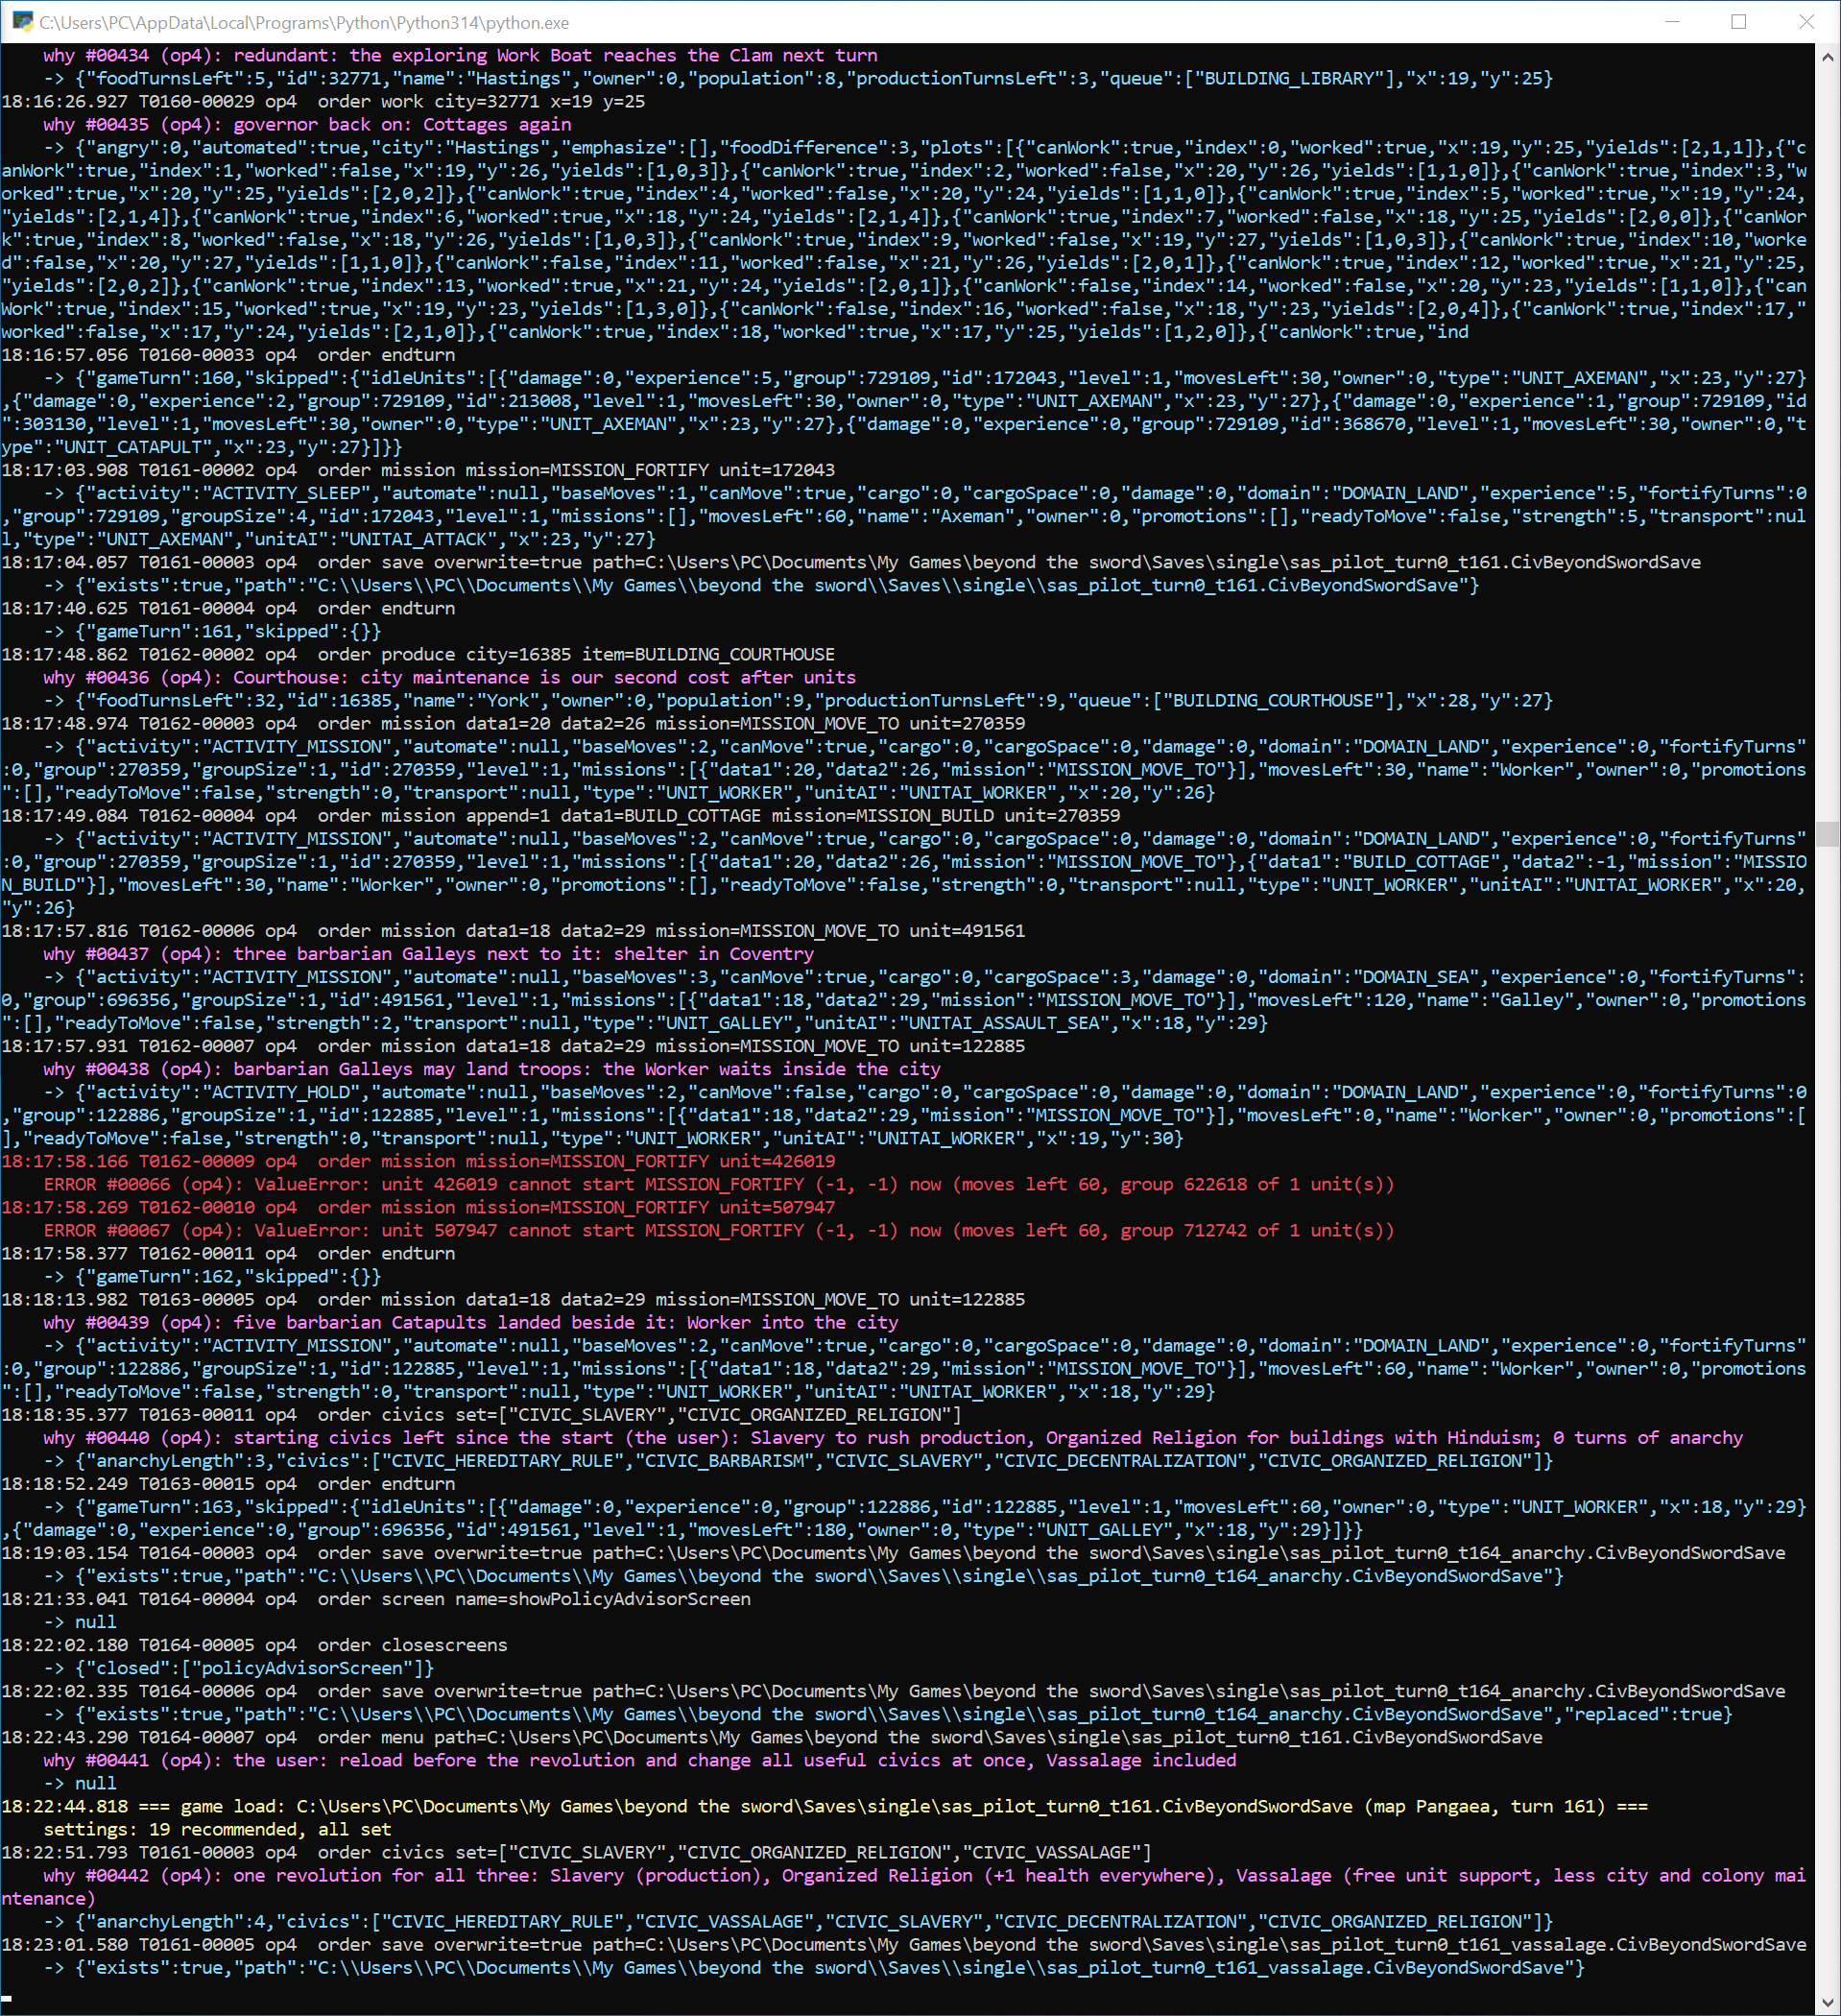 C:\Users\PC\AppData\Local\Programs\Python\Python314\python.exe
why #00434 (op4): redundant: the exploring Work Boat reaches the Clam next turn
-> {"foodTurnsLeft":5,"id":32771,"name":"Hastings","owner":0,"population":8,"productionTurnsLeft":3,"queue":["BUILDING_LIBRARY"],"x":19,"y":25}
18:16:26.927 T0160-00029 op4  order work city=32771 x=19 y=25
why #00435 (op4): governor back on: Cottages again
-> {"angry":0,"automated":true,"city":"Hastings","emphasize":[],"foodDifference":3,"plots":[{"canWork":true,"index":0,"worked":true,"x":19,"y":25,"yields":[2,1,1]},{"c
anWork":true,"index":1,"worked":false,"x":19,"y":26,"yields":[1,0,3]},{"canWork":true,"index":2,"worked":false,"x":20,"y":26,"yields":[1,1,0]},{"canWork":true,"index":3,"w
orked":true,"x":20,"y":25,"yields":[2,0,2]},{"canWork":true,"index":4,"worked":false,"x":20,"y":24,"yields":[1,1,0]},{"canWork":true,"index":5,"worked":true,"x":19,"y":24,
"yields":[2,1,4]},{"canWork":true,"index":6,"worked":true,"x":18,"y":24,"yields":[2,1,4]},{"canWork":true,"index":7,"worked":false,"x":18,"y":25,"yields":[2,0,0]},{"canWor
k":true,"index":8,"worked":false,"x":18,"y":26,"yields":[1,0,3]},{"canWork":true,"index":9,"worked":false,"x":19,"y":27,"yields":[1,0,3]},{"canWork":true,"index":10,"worke
d":false,"x":20,"y":27,"yields":[1,1,0]},{"canWork":false,"index":11,"worked":false,"x":21,"y":26,"yields":[2,0,1]},{"canWork":true,"index":12,"worked":true,"x":21,"y":25,
"yields":[2,0,2]},{"canWork":true,"index":13,"worked":true,"x":21,"y":24,"yields":[2,0,1]},{"canWork":false,"index":14,"worked":false,"x":20,"y":23,"yields":[1,1,0]},{"can
Work":true,"index":15,"worked":true,"x":19,"y":23,"yields":[1,3,0]},{"canWork":false,"index":16,"worked":false,"x":18,"y":23,"yields":[2,0,4]},{"canWork":true,"index":17,"
worked":false,"x":17,"y":24,"yields":[2,1,0]},{"canWork":true,"index":18,"worked":true,"x":17,"y":25,"yields":[1,2,0]},{"canWork":true,"ind
18:16:57.056 T0160-00033 op4  order endturn
-> {"gameTurn":160,"skipped":{"idleUnits":[{"damage":0,"experience":5,"group":729109,"id":172043,"level":1,"movesLeft":30,"owner":0,"type":"UNIT_AXEMAN","x":23,"y":27}
,{"damage":0,"experience":2,"group":729109,"id":213008,"level":1,"movesLeft":30,"owner":0,"type":"UNIT_AXEMAN","x":23,"y":27},{"damage":0,"experience":1,"group":729109,"id
":303130,"level":1,"movesLeft":30,"owner":0,"type":"UNIT_AXEMAN","x":23,"y":27},{"damage":0,"experience":0,"group":729109,"id":368670,"level":1,"movesLeft":30,"owner":0,"t
ype":"UNIT_CATAPULT","x":23,"y":27}]}}
18:17:03.908 T0161-00002 op4  order mission mission=MISSION_FORTIFY unit=172043
-> {"activity":"ACTIVITY_SLEEP","automate":null,"baseMoves":1,"canMove":true,"cargo":0,"cargoSpace":0,"damage":0,"domain":"DOMAIN_LAND","experience":5,"fortifyTurns":0
,"group":729109,"groupSize":4,"id":172043,"level":1,"missions":[],"movesLeft":60,"name":"Axeman","owner":0,"promotions":[],"readyToMove":false,"strength":5,"transport":nul
l,"type":"UNIT_AXEMAN","unitAI":"UNITAI_ATTACK","x":23,"y":27}
18:17:04.057 T0161-00003 op4  order save overwrite=true path=C:\Users\PC\Documents\My Games\beyond the sword\Saves\single\sas_pilot_turn0_t161.CivBeyondSwordSave
-> {"exists":true,"path":"C:\\Users\\PC\\Documents\\My Games\\beyond the sword\\Saves\\single\\sas_pilot_turn0_t161.CivBeyondSwordSave"}
18:17:40.625 T0161-00004 op4  order endturn
-> {"gameTurn":161,"skipped":{}}
18:17:48.862 T0162-00002 op4  order produce city=16385 item=BUILDING_COURTHOUSE
why #00436 (op4): Courthouse: city maintenance is our second cost after units
-> {"foodTurnsLeft":32,"id":16385,"name":"York","owner":0,"population":9,"productionTurnsLeft":9,"queue":["BUILDING_COURTHOUSE"],"x":28,"y":27}
18:17:48.974 T0162-00003 op4  order mission data1=20 data2=26 mission=MISSION_MOVE_TO unit=270359
-> {"activity":"ACTIVITY_MISSION","automate":null,"baseMoves":2,"canMove":true,"cargo":0,"cargoSpace":0,"damage":0,"domain":"DOMAIN_LAND","experience":0,"fortifyTurns"
:0,"group":270359,"groupSize":1,"id":270359,"level":1,"missions":[{"data1":20,"data2":26,"mission":"MISSION_MOVE_TO"}],"movesLeft":30,"name":"Worker","owner":0,"promotions
":[],"readyToMove":false,"strength":0,"transport":null,"type":"UNIT_WORKER","unitAI":"UNITAI_WORKER","x":20,"y":26}
18:17:49.084 T0162-00004 op4  order mission append=1 data1=BUILD_COTTAGE mission=MISSION_BUILD unit=270359
-> {"activity":"ACTIVITY_MISSION","automate":null,"baseMoves":2,"canMove":true,"cargo":0,"cargoSpace":0,"damage":0,"domain":"DOMAIN_LAND","experience":0,"fortifyTurns"
:0,"group":270359,"groupSize":1,"id":270359,"level":1,"missions":[{"data1":20,"data2":26,"mission":"MISSION_MOVE_TO"},{"data1":"BUILD_COTTAGE","data2":-1,"mission":"MISSIO
N_BUILD"}],"movesLeft":30,"name":"Worker","owner":0,"promotions":[],"readyToMove":false,"strength":0,"transport":null,"type":"UNIT_WORKER","unitAI":"UNITAI_WORKER","x":20,
"y":26}
18:17:57.816 T0162-00006 op4  order mission data1=18 data2=29 mission=MISSION_MOVE_TO unit=491561
why #00437 (op4): three barbarian Galleys next to it: shelter in Coventry
-> {"activity":"ACTIVITY_MISSION","automate":null,"baseMoves":3,"canMove":true,"cargo":0,"cargoSpace":3,"damage":0,"domain":"DOMAIN_SEA","experience":0,"fortifyTurns":
0,"group":696356,"groupSize":1,"id":491561,"level":1,"missions":[{"data1":18,"data2":29,"mission":"MISSION_MOVE_TO"}],"movesLeft":120,"name":"Galley","owner":0,"promotions
":[],"readyToMove":false,"strength":2,"transport":null,"type":"UNIT_GALLEY","unitAI":"UNITAI_ASSAULT_SEA","x":18,"y":29}
18:17:57.931 T0162-00007 op4  order mission data1=18 data2=29 mission=MISSION_MOVE_TO unit=122885
why #00438 (op4): barbarian Galleys may land troops: the Worker waits inside the city
-> {"activity":"ACTIVITY_HOLD","automate":null,"baseMoves":2,"canMove":false,"cargo":0,"cargoSpace":0,"damage":0,"domain":"DOMAIN_LAND","experience":0,"fortifyTurns":0
,"group":122886,"groupSize":1,"id":122885,"level":1,"missions":[{"data1":18,"data2":29,"mission":"MISSION_MOVE_TO"}],"movesLeft":0,"name":"Worker","owner":0,"promotions":[
],"readyToMove":false,"strength":0,"transport":null,"type":"UNIT_WORKER","unitAI":"UNITAI_WORKER","x":19,"y":30}
18:17:58.166 T0162-00009 op4  order mission mission=MISSION_FORTIFY unit=426019
ERROR #00066 (op4): ValueError: unit 426019 cannot start MISSION_FORTIFY (-1, -1) now (moves left 60, group 622618 of 1 unit(s))
18:17:58.269 T0162-00010 op4  order mission mission=MISSION_FORTIFY unit=507947
ERROR #00067 (op4): ValueError: unit 507947 cannot start MISSION_FORTIFY (-1, -1) now (moves left 60, group 712742 of 1 unit(s))
18:17:58.377 T0162-00011 op4  order endturn
-> {"gameTurn":162,"skipped":{}}
18:18:13.982 T0163-00005 op4  order mission data1=18 data2=29 mission=MISSION_MOVE_TO unit=122885
why #00439 (op4): five barbarian Catapults landed beside it: Worker into the city
-> {"activity":"ACTIVITY_MISSION","automate":null,"baseMoves":2,"canMove":true,"cargo":0,"cargoSpace":0,"damage":0,"domain":"DOMAIN_LAND","experience":0,"fortifyTurns"
:0,"group":122886,"groupSize":1,"id":122885,"level":1,"missions":[{"data1":18,"data2":29,"mission":"MISSION_MOVE_TO"}],"movesLeft":60,"name":"Worker","owner":0,"promotions
":[],"readyToMove":false,"strength":0,"transport":null,"type":"UNIT_WORKER","unitAI":"UNITAI_WORKER","x":18,"y":29}
18:18:35.377 T0163-00011 op4  order civics set=["CIVIC_SLAVERY","CIVIC_ORGANIZED_RELIGION"]
why #00440 (op4): starting civics left since the start (the user): Slavery to rush production, Organized Religion for buildings with Hinduism; 0 turns of anarchy
-> {"anarchyLength":3,"civics":["CIVIC_HEREDITARY_RULE","CIVIC_BARBARISM","CIVIC_SLAVERY","CIVIC_DECENTRALIZATION","CIVIC_ORGANIZED_RELIGION"]}
18:18:52.249 T0163-00015 op4  order endturn
-> {"gameTurn":163,"skipped":{"idleUnits":[{"damage":0,"experience":0,"group":122886,"id":122885,"level":1,"movesLeft":60,"owner":0,"type":"UNIT_WORKER","x":18,"y":29}
,{"damage":0,"experience":0,"group":696356,"id":491561,"level":1,"movesLeft":180,"owner":0,"type":"UNIT_GALLEY","x":18,"y":29}]}}
18:19:03.154 T0164-00003 op4  order save overwrite=true path=C:\Users\PC\Documents\My Games\beyond the sword\Saves\single\sas_pilot_turn0_t164_anarchy.CivBeyondSwordSave
-> {"exists":true,"path":"C:\\Users\\PC\\Documents\\My Games\\beyond the sword\\Saves\\single\\sas_pilot_turn0_t164_anarchy.CivBeyondSwordSave"}
18:21:33.041 T0164-00004 op4  order screen name=showPolicyAdvisorScreen
-> null
18:22:02.180 T0164-00005 op4  order closescreens
-> {"closed":["policyAdvisorScreen"]}
18:22:02.335 T0164-00006 op4  order save overwrite=true path=C:\Users\PC\Documents\My Games\beyond the sword\Saves\single\sas_pilot_turn0_t164_anarchy.CivBeyondSwordSave
-> {"exists":true,"path":"C:\\Users\\PC\\Documents\\My Games\\beyond the sword\\Saves\\single\\sas_pilot_turn0_t164_anarchy.CivBeyondSwordSave","replaced":true}
18:22:43.290 T0164-00007 op4  order menu path=C:\Users\PC\Documents\My Games\beyond the sword\Saves\single\sas_pilot_turn0_t161.CivBeyondSwordSave
why #00441 (op4): the user: reload before the revolution and change all useful civics at once, Vassalage included
-> null
18:22:44.818 === game load: C:\Users\PC\Documents\My Games\beyond the sword\Saves\single\sas_pilot_turn0_t161.CivBeyondSwordSave (map Pangaea, turn 161) ===
settings: 19 recommended, all set
18:22:51.793 T0161-00003 op4  order civics set=["CIVIC_SLAVERY","CIVIC_ORGANIZED_RELIGION","CIVIC_VASSALAGE"]
why #00442 (op4): one revolution for all three: Slavery (production), Organized Religion (+1 health everywhere), Vassalage (free unit support, less city and colony mai
ntenance)
-> {"anarchyLength":4,"civics":["CIVIC_HEREDITARY_RULE","CIVIC_VASSALAGE","CIVIC_SLAVERY","CIVIC_DECENTRALIZATION","CIVIC_ORGANIZED_RELIGION"]}
18:23:01.580 T0161-00005 op4  order save overwrite=true path=C:\Users\PC\Documents\My Games\beyond the sword\Saves\single\sas_pilot_turn0_t161_vassalage.CivBeyondSwordSave
-> {"exists":true,"path":"C:\\Users\\PC\\Documents\\My Games\\beyond the sword\\Saves\\single\\sas_pilot_turn0_t161_vassalage.CivBeyondSwordSave"}